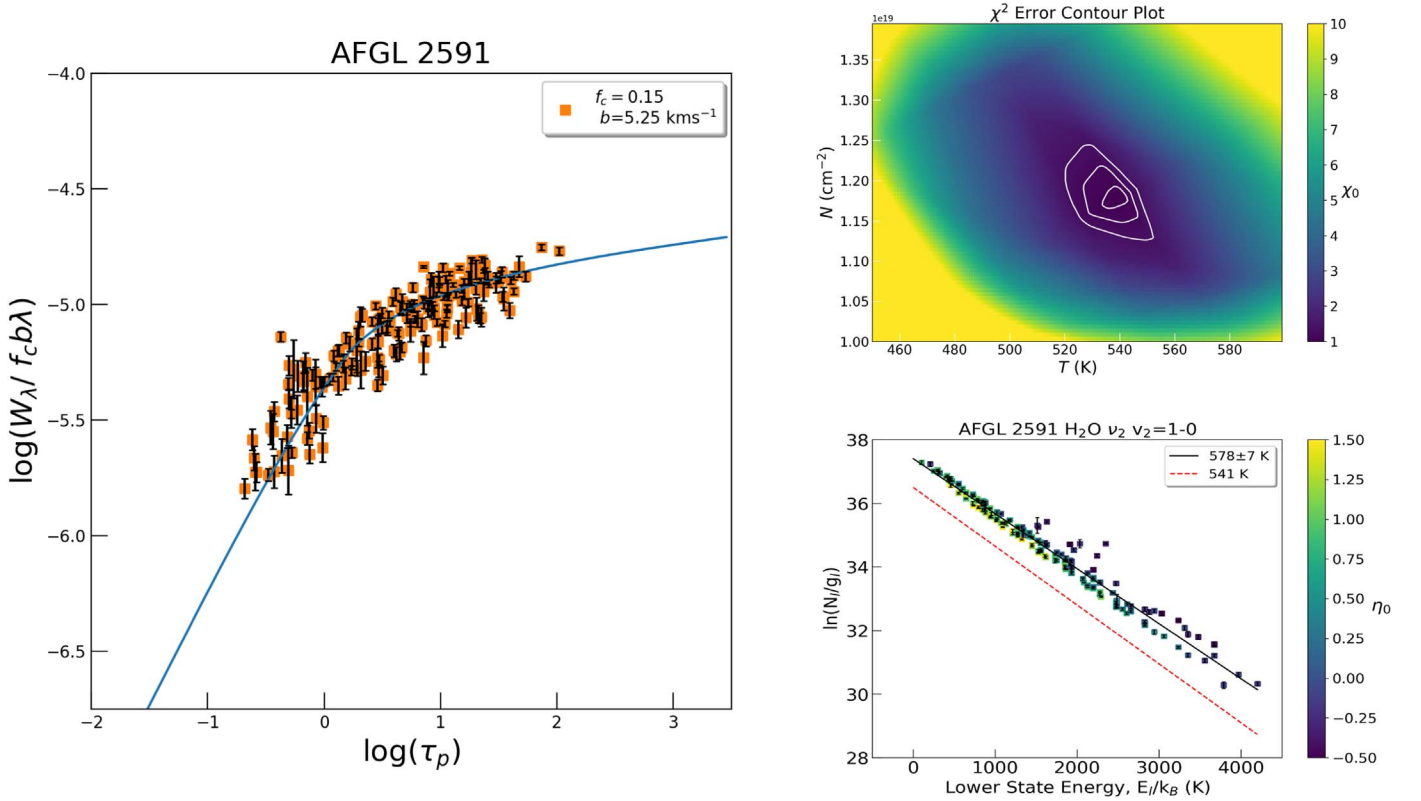 AFGL 2591
−4.0
−4.5
−5.0
−5.5
−6.0
−6.5
log(W_λ/ f_c bλ)
f_c = 0.15
b=5.25 kms⁻¹
−2 −1 0 1 2 3
log(τ_p)
χ² Error Contour Plot
1e19
1.35
1.30
1.25
1.20
1.15
1.10
1.05
1.00
N (cm⁻²)
460 480 500 520 540 560 580
T (K)
10
9
8
7
6
5
4
3
2
1
χ₀
AFGL 2591 H₂O ν₂ v₂=1-0
38
36
34
32
30
28
ln(N_l/g_l)
578±7 K
541 K
0 1000 2000 3000 4000
Lower State Energy, E_l/k_B (K)
1.50
1.25
1.00
0.75
0.50
0.25
0.00
−0.25
−0.50
η₀